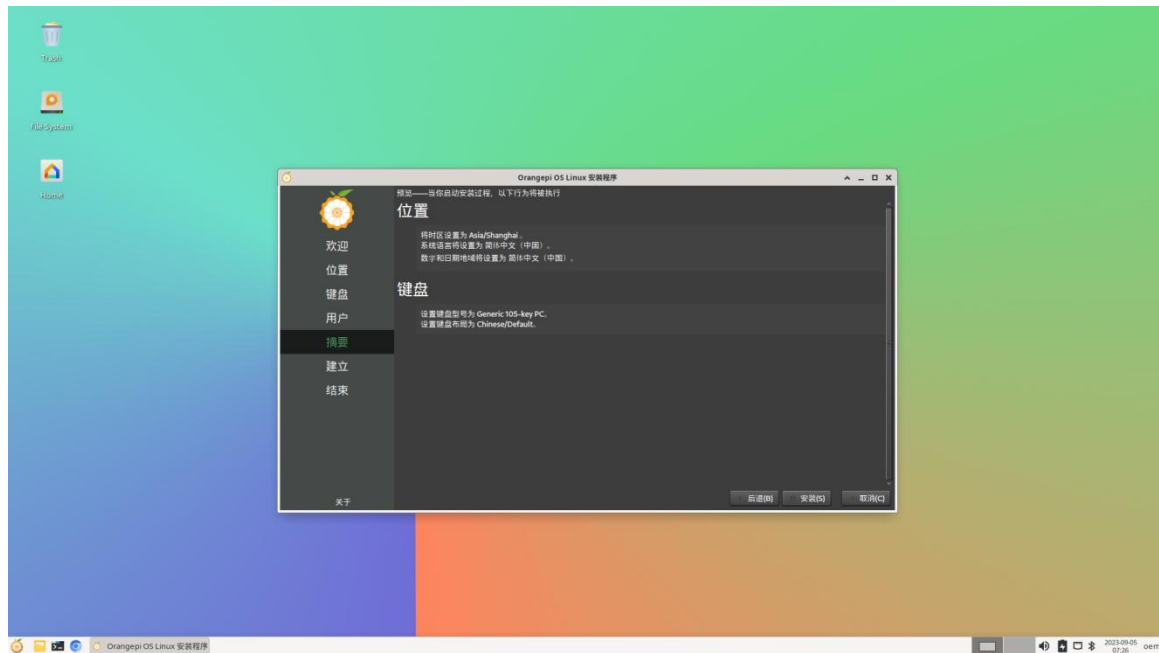 Trash
File System
Home
Orangepi OS Linux 安装程序
预览——当你启动安装过程，以下行为将被执行
位置
将时区设置为 Asia/Shanghai。
系统语言将设置为 简体中文（中国）。
数字和日期地域将设置为 简体中文（中国）。
键盘
设置键盘型号为 Generic 105-key PC。
设置键盘布局为 Chinese/Default。
欢迎
位置
键盘
用户
摘要
建立
结束
关于
后退(B)
安装(S)
取消(C)
Orangepi OS Linux 安装程序
2023-09-05
07:26
oem